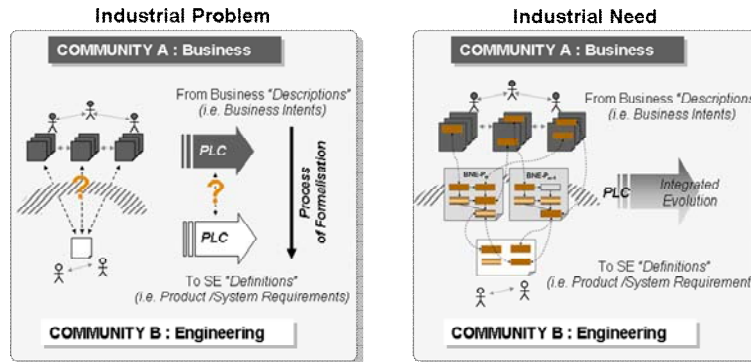 Industrial Problem
COMMUNITY A : Business
From Business "Descriptions"
(i.e. Business Intents)
?
PLC
?
PLC
Process
of Formalisation
To SE "Definitions"
(i.e. Product /System Requirements)
COMMUNITY B : Engineering
Industrial Need
COMMUNITY A : Business
From Business "Descriptions"
(i.e. Business Intents)
PLC
Integrated
Evolution
To SE "Definitions"
(i.e. Product /System Requirement
COMMUNITY B : Engineering